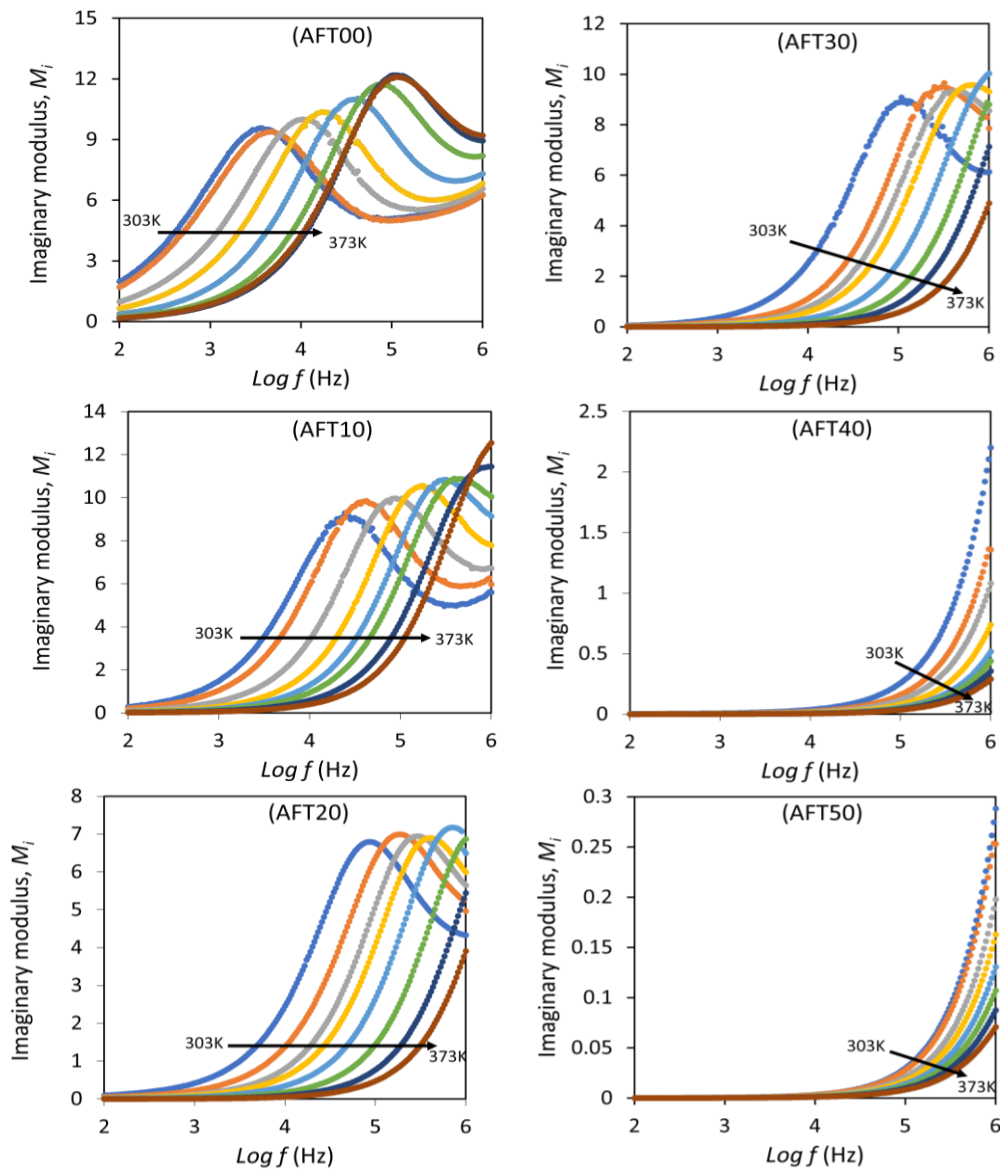 (AFT00)
Imaginary modulus, Mi
15
12
9
6
3
0
303K
373K
2 3 4 5 6
Log f (Hz)
(AFT30)
Imaginary modulus, Mi
12
10
8
6
4
2
0
303K
373K
2 3 4 5 6
Log f (Hz)
(AFT10)
Imaginary modulus, Mi
14
12
10
8
6
4
2
0
303K
373K
2 3 4 5 6
Log f (Hz)
(AFT40)
Imaginary modulus, Mi
2.5
2
1.5
1
0.5
0
303K
373K
2 3 4 5 6
Log f (Hz)
(AFT20)
Imaginary modulus, Mi
8
7
6
5
4
3
2
1
0
303K
373K
2 3 4 5 6
Log f (Hz)
(AFT50)
Imaginary modulus, Mi
0.3
0.25
0.2
0.15
0.1
0.05
0
303K
373K
2 3 4 5 6
Log f (Hz)